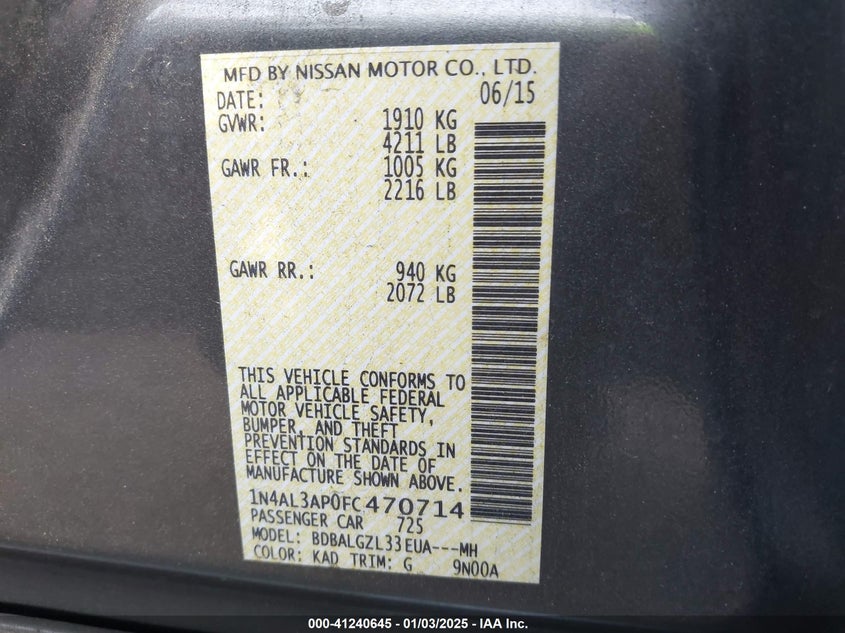 MFD BY NISSAN MOTOR CO., LTD.
DATE: 06/15
GVWR: 1910 KG
4211 LB
GAWR FR.: 1005 KG
2216 LB
GAWR RR.: 940 KG
2072 LB
THIS VEHICLE CONFORMS TO
ALL APPLICABLE FEDERAL
MOTOR VEHICLE SAFETY,
BUMPER, AND THEFT
PREVENTION STANDARDS IN
EFFECT ON THE DATE OF
MANUFACTURE SHOWN ABOVE.
1N4AL3AP0FC470714
PASSENGER CAR 725
MODEL: BDBALGZL33EUA---MH
COLOR: KAD TRIM: G 9N00A
000-41240645 - 01/03/2025 - IAA Inc.